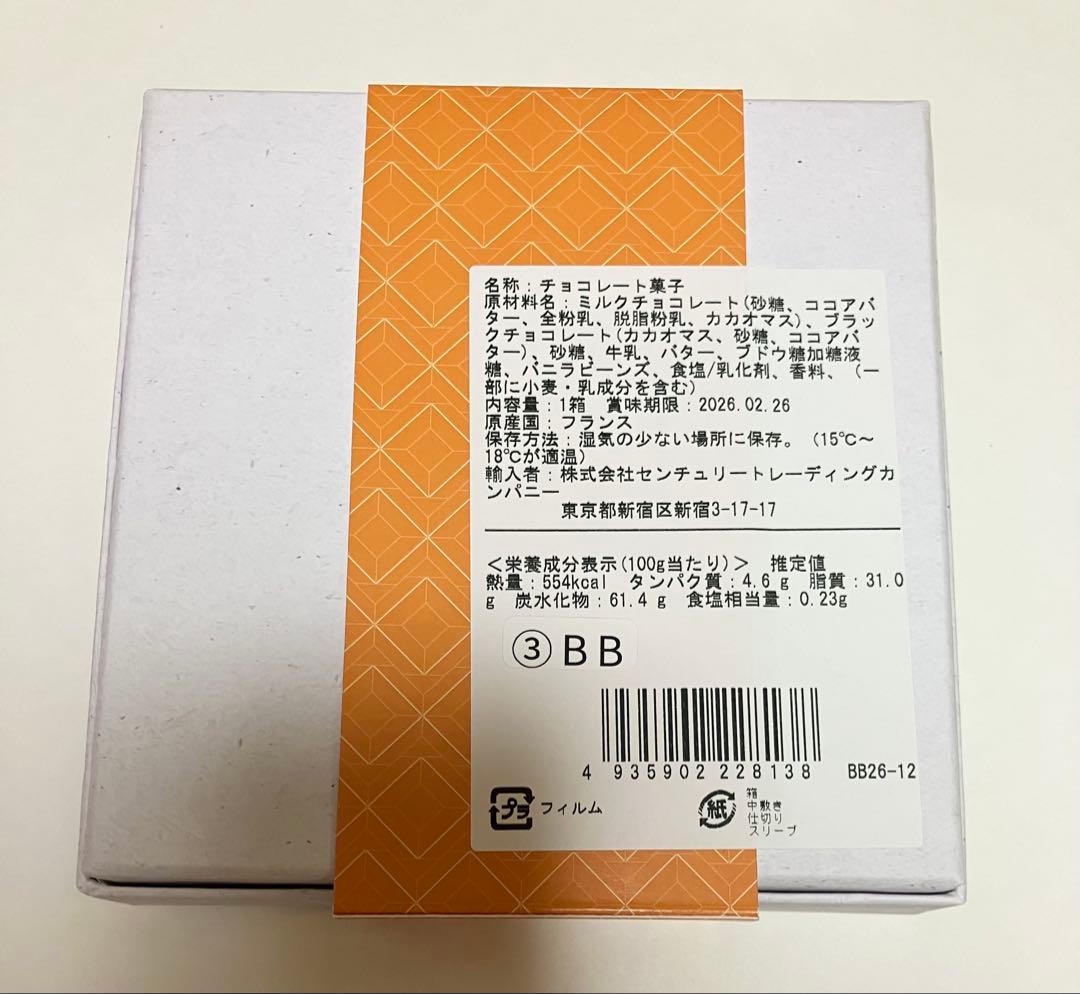 名称：チョコレート菓子
原材料名：ミルクチョコレート(砂糖、ココアバ
ター、全粉乳、脱脂粉乳、カカオマス)、ブラッ
クチョコレート(カカオマス、砂糖、ココアバ
ター)、砂糖、牛乳、バター、ブドウ糖加糖液
糖、バニラビーンズ、食塩/乳化剤、香料、（一
部に小麦・乳成分を含む）
内容量：1箱　賞味期限：2026.02.26
原産国：フランス
保存方法：湿気の少ない場所に保存。（15℃～
18℃が適温）
輸入者：株式会社センチュリートレーディングカ
ンパニー
東京都新宿区新宿3-17-17
＜栄養成分表示(100g当たり)＞　推定値
熱量：554kcal　タンパク質：4.6ｇ　脂質：31.0
g　炭水化物：61.4ｇ　食塩相当量：0.23g
③ＢＢ
4 935902 228138　BB26-12
プラ フィルム
紙 箱
中敷き
仕切り
スリーブ